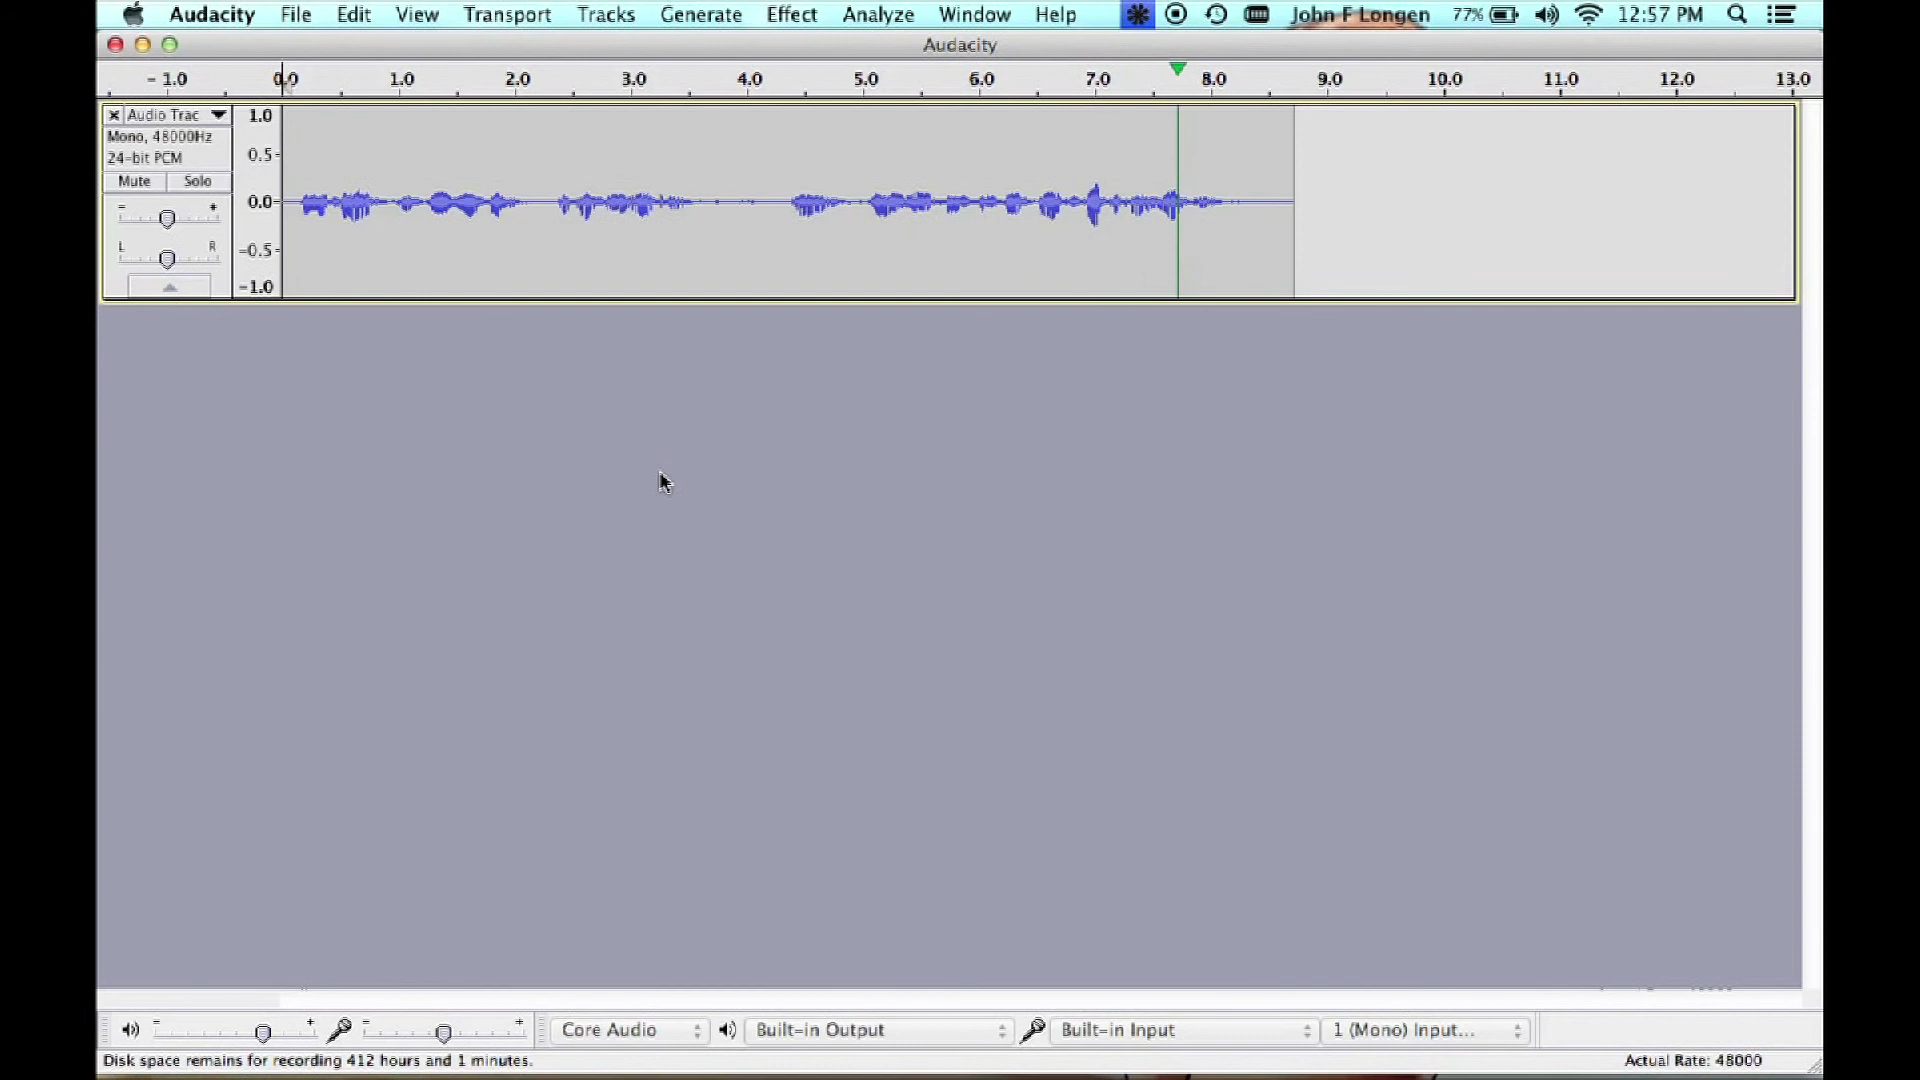 Audacity File Edit View Transport Tracks Generate Effect Analyze Window Help John F Longen 77% 12:57 PM
Audacity
- 1.0 0.0 1.0 2.0 3.0 4.0 5.0 6.0 7.0 8.0 9.0 10.0 11.0 12.0 13.0
Audio Trac 1.0
Mono, 48000Hz
24-bit PCM 0.5
Mute Solo
- + 0.0
L R -0.5
-1.0
- + - + Core Audio Built-in Output Built-in Input 1 (Mono) Input...
Disk space remains for recording 412 hours and 1 minutes. Actual Rate: 48000